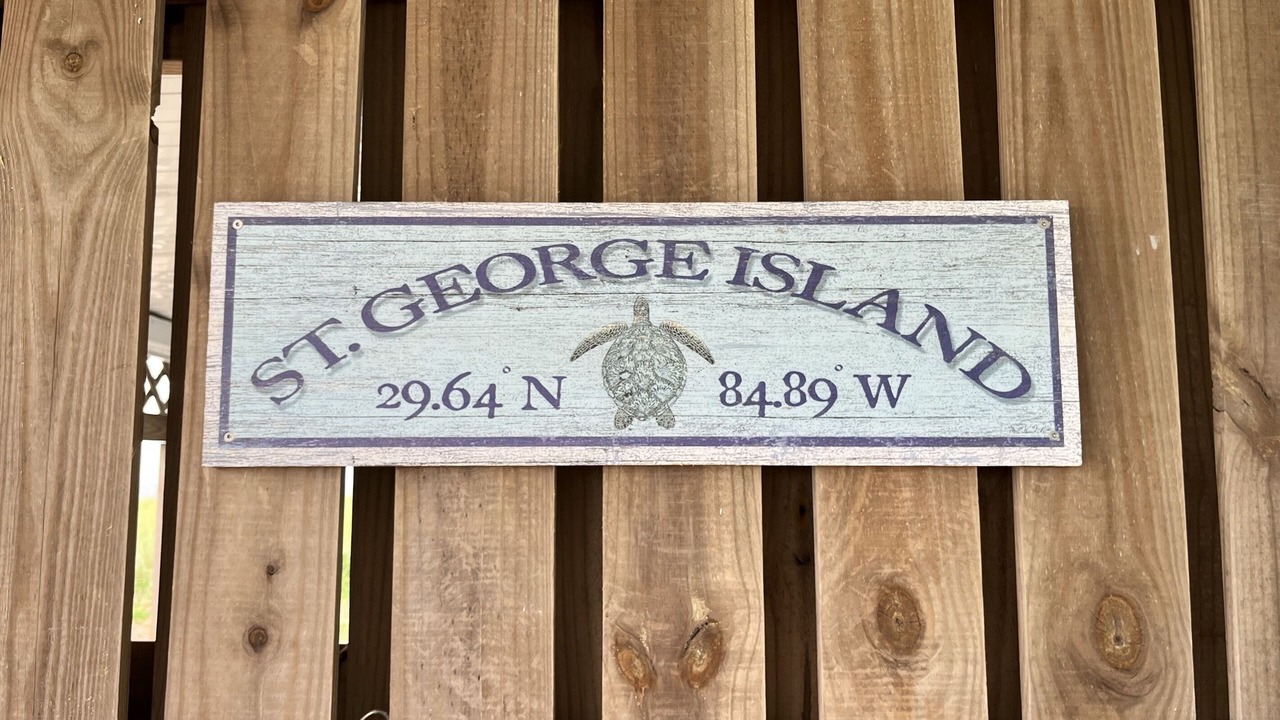 ST. GEORGE ISLAND
29.64° N 84.89° W